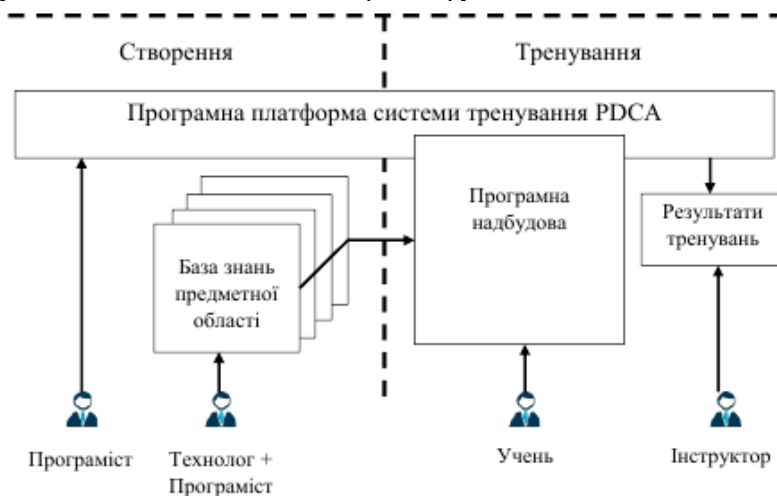 Створення
Тренування
Програмна платформа системи тренування PDCA
Програмна
надбудова
Результати
тренувань
База знань
предметної
області
Програміст
Технолог +
Програміст
Учень
Інструктор